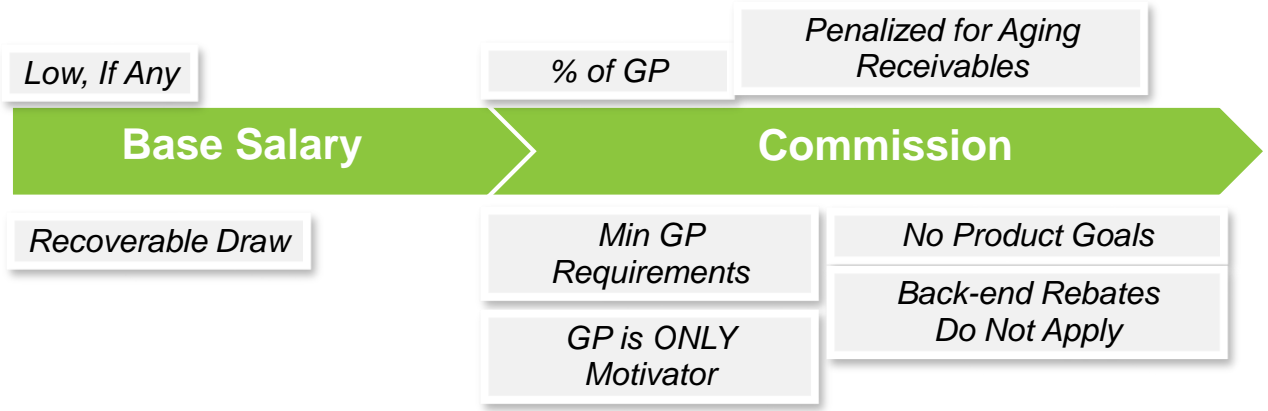 Low, If Any
% of GP
Penalized for Aging
Receivables
Base Salary
Commission
Recoverable Draw
Min GP
Requirements
No Product Goals
GP is ONLY
Motivator
Back-end Rebates
Do Not Apply